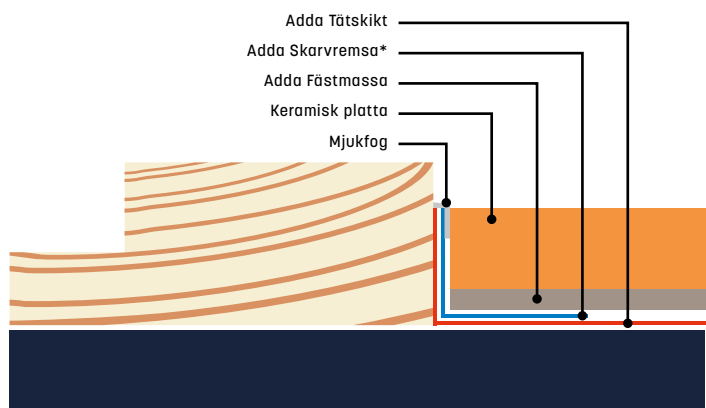 Adda Tätskikt
Adda Skarvremsa*
Adda Fästmassa
Keramisk platta
Mjukfog